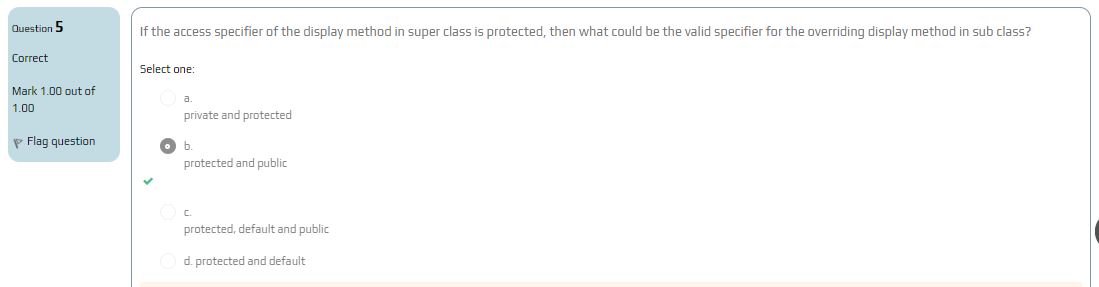 Question 5
Correct
Mark 1.00 out of
1.00
Flag question
If the access specifier of the display method in super class is protected, then what could be the valid specifier for the overriding display method in sub class?
Select one:
a.
private and protected
b.
protected and public
c.
protected, default and public
d. protected and default